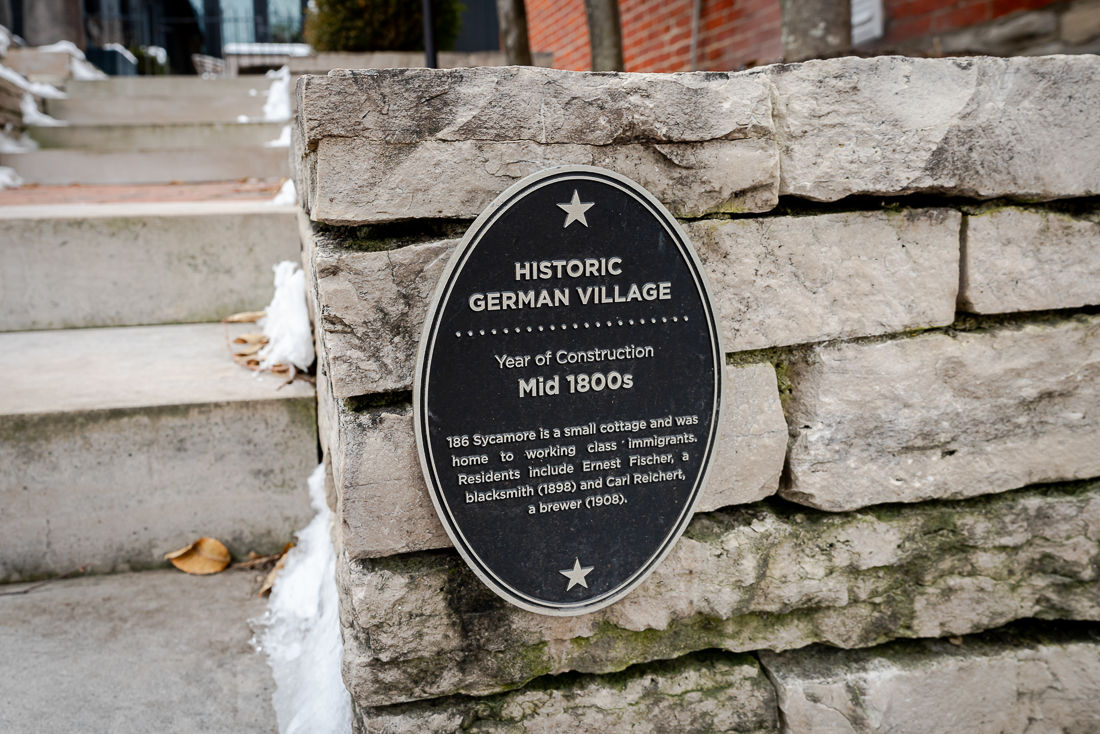 HISTORIC
GERMAN VILLAGE
Year of Construction
Mid 1800s
186 Sycamore is a small cottage and was
home to working class immigrants.
Residents include Ernest Fischer, a
blacksmith (1898) and Carl Reichert,
a brewer (1908).